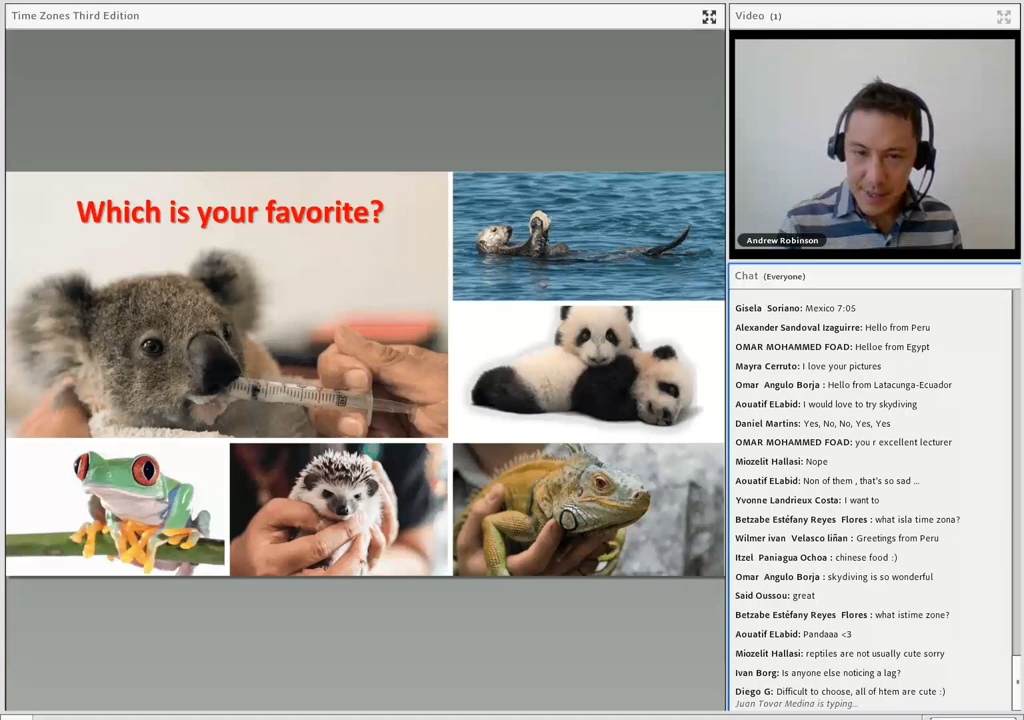 Time Zones Third Edition
Which is your favorite?
Video (1)
Andrew Robinson
Chat (Everyone)
Gisela Soriano: Mexico 7:05
Alexander Sandoval Izaguirre: Hello from Peru
OMAR MOHAMMED FOAD: Helloe from Egypt
Mayra Cerruto: I love your pictures
Omar Angulo Borja : Hello from Latacunga-Ecuador
Aouatif ELabid: I would love to try skydiving
Daniel Martins: Yes, No, No, Yes, Yes
OMAR MOHAMMED FOAD: you r excellent lecturer
Miozelit Hallasi: Nope
Aouatif ELabid: Non of them , that's so sad ...
Yvonne Landrieux Costa: I want to
Betzabe Estéfany Reyes Flores : what isla time zona?
Wilmer ivan Velasco liñan : Greetings from Peru
Itzel Paniagua Ochoa : chinese food :)
Omar Angulo Borja : skydiving is so wonderful
Said Oussou: great
Betzabe Estéfany Reyes Flores : what istime zone?
Aouatif ELabid: Pandaaa <3
Miozelit Hallasi: reptiles are not usually cute sorry
Ivan Borg: Is anyone else noticing a lag?
Diego G: Difficult to choose, all of htem are cute :)
Juan Tovar Medina is typing...